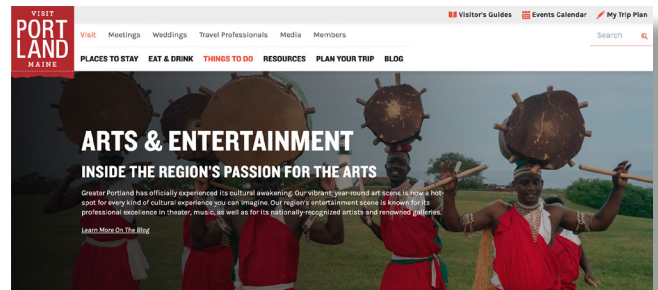 VISIT
PORT
LAND
MAINE
Visitor's Guides Events Calendar My Trip Plan
Visit Meetings Weddings Travel Professionals Media Members Search
PLACES TO STAY EAT & DRINK THINGS TO DO RESOURCES PLAN YOUR TRIP BLOG
ARTS & ENTERTAINMENT
INSIDE THE REGION'S PASSION FOR THE ARTS
Greater Portland has officially experienced its cultural awakening. Our vibrant, year-round art scene is now a hot-
spot for every kind of cultural experience you can imagine. Our region's entertainment scene is known for its
professional excellence in theater, music, as well as for its nationally-recognized artists and renowned galleries.
Learn More On The Blog